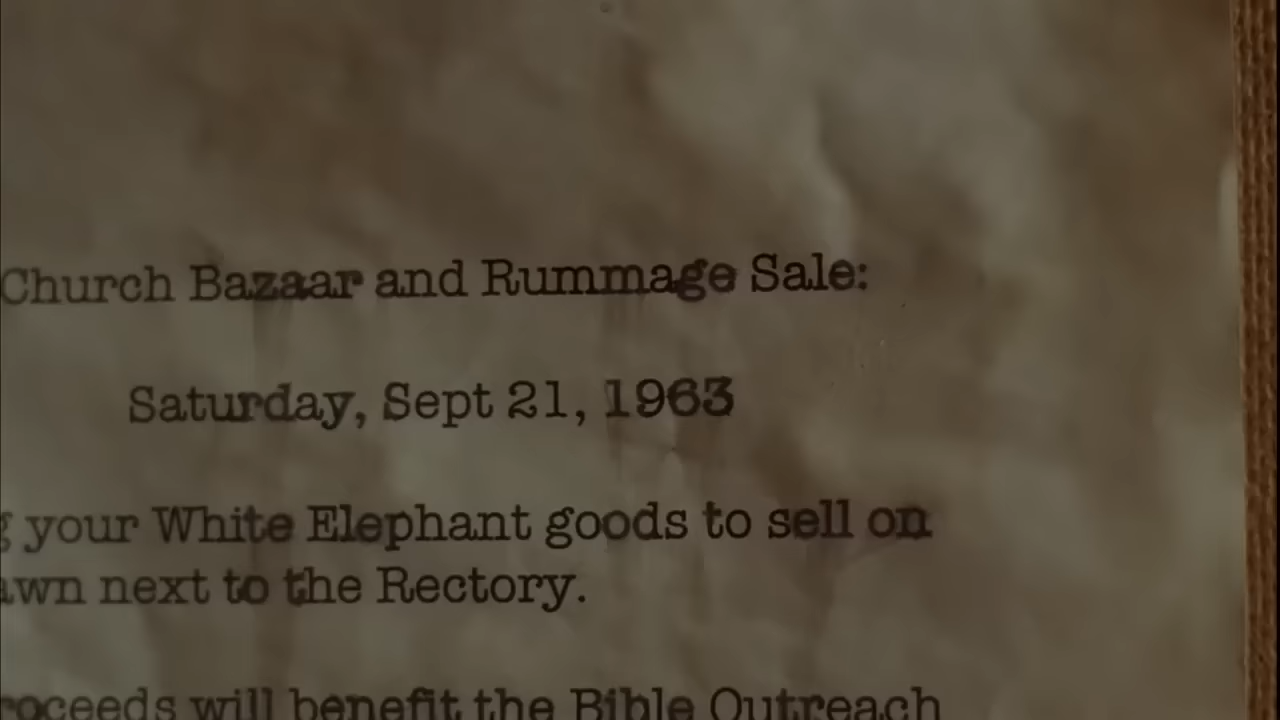 Church Bazaar and Rummage Sale:
Saturday, Sept 21, 1963
your White Elephant goods to sell on
next to the Rectory.
will benefit the Bible Outreach